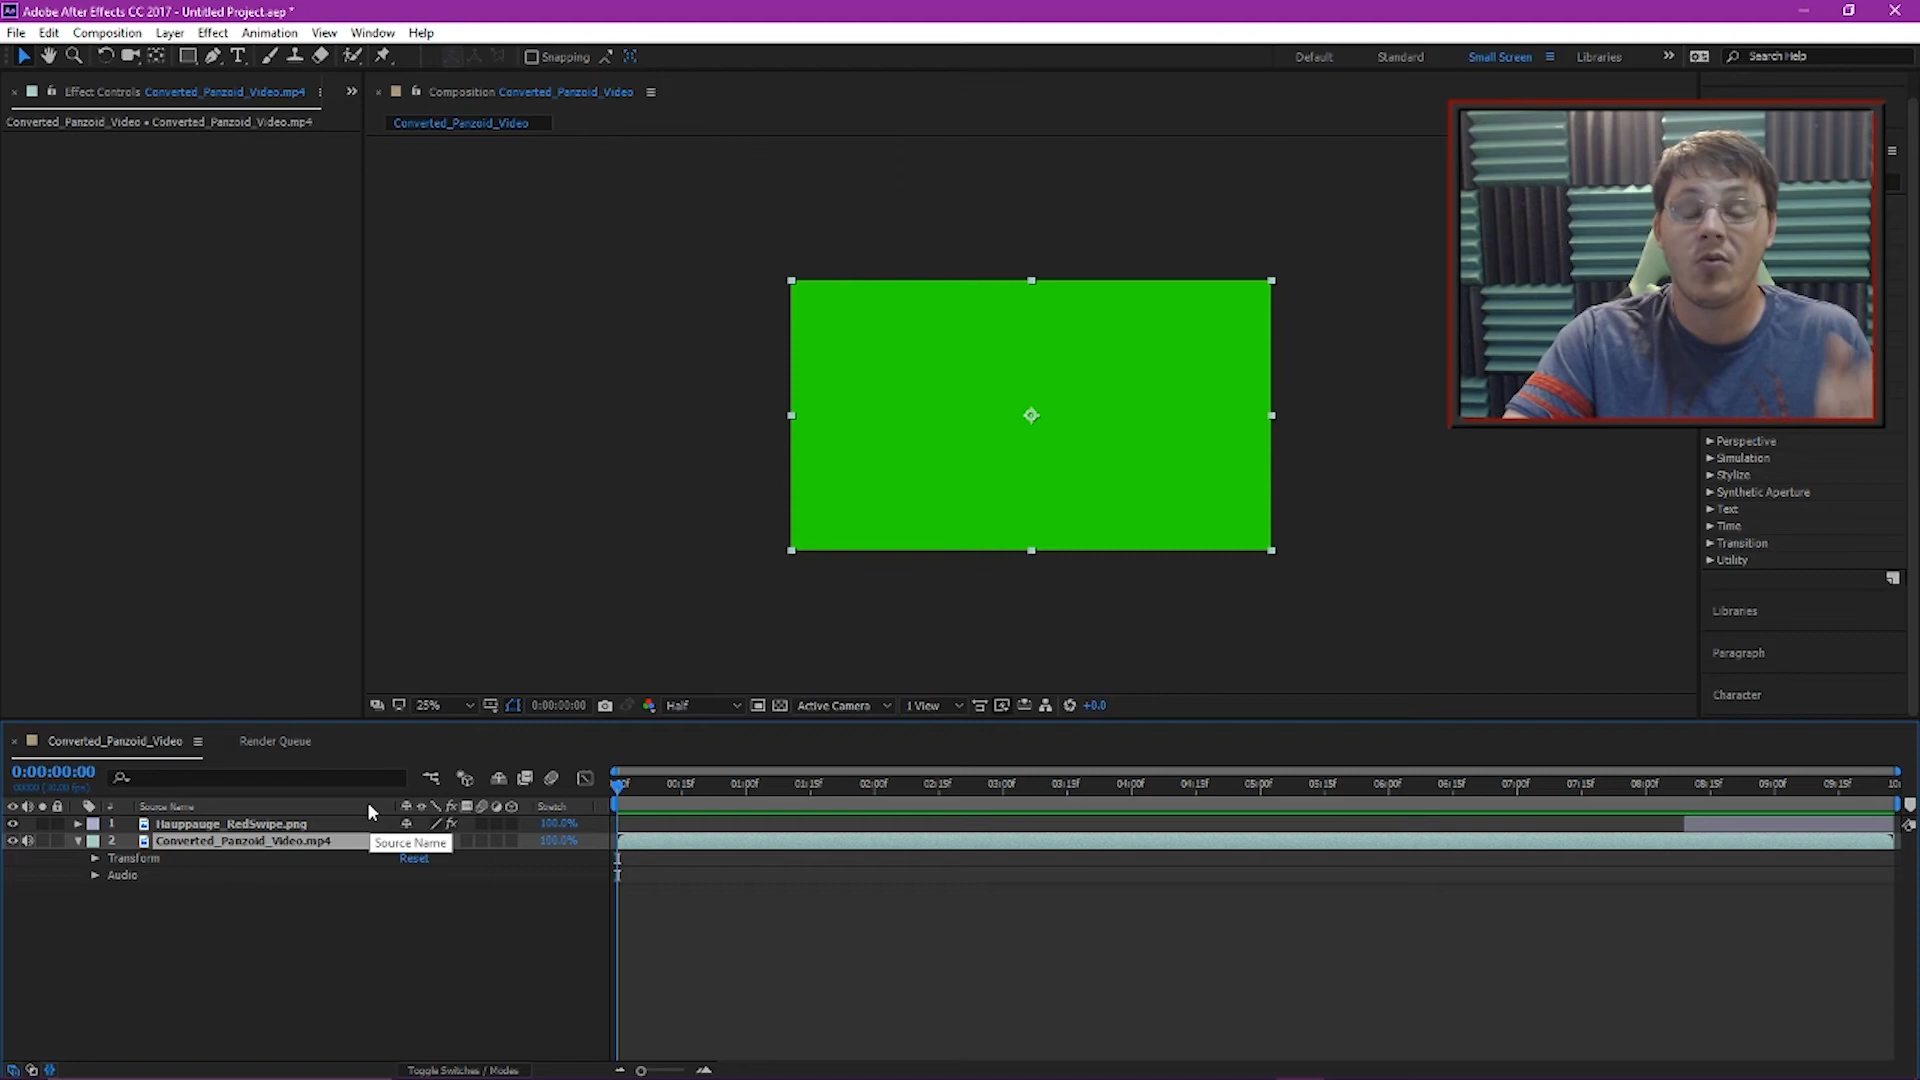 Adobe After Effects CC 2017 - Untitled Project.aep *
File Edit Composition Layer Effect Animation View Window Help
Snapping Default Standard Small Screen Libraries Search Help
Effect Controls Converted_Panzoid_Video.mp4
Composition Converted_Panzoid_Video
Converted_Panzoid_Video • Converted_Panzoid_Video.mp4
Converted_Panzoid_Video
Perspective
Simulation
Stylize
Synthetic Aperture
Text
Time
Transition
Utility
Libraries
Paragraph
Character
25% 0:00:00:00 Half Active Camera 1 View +0.0
Converted_Panzoid_Video Render Queue
0:00:00:00
00000 (30.00 fps)
00:15f 01:00f 01:15f 02:00f 02:15f 03:00f 03:15f 04:00f 04:15f 05:00f 05:15f 06:00f 06:15f 07:00f 07:15f 08:00f 08:15f 09:00f 09:15f 10:
# Source Name Stretch
1 Hauppauge_RedSwipe.png 100.0%
2 Converted_Panzoid_Video.mp4 100.0%
Source Name
Transform Reset
Audio
Toggle Switches / Modes